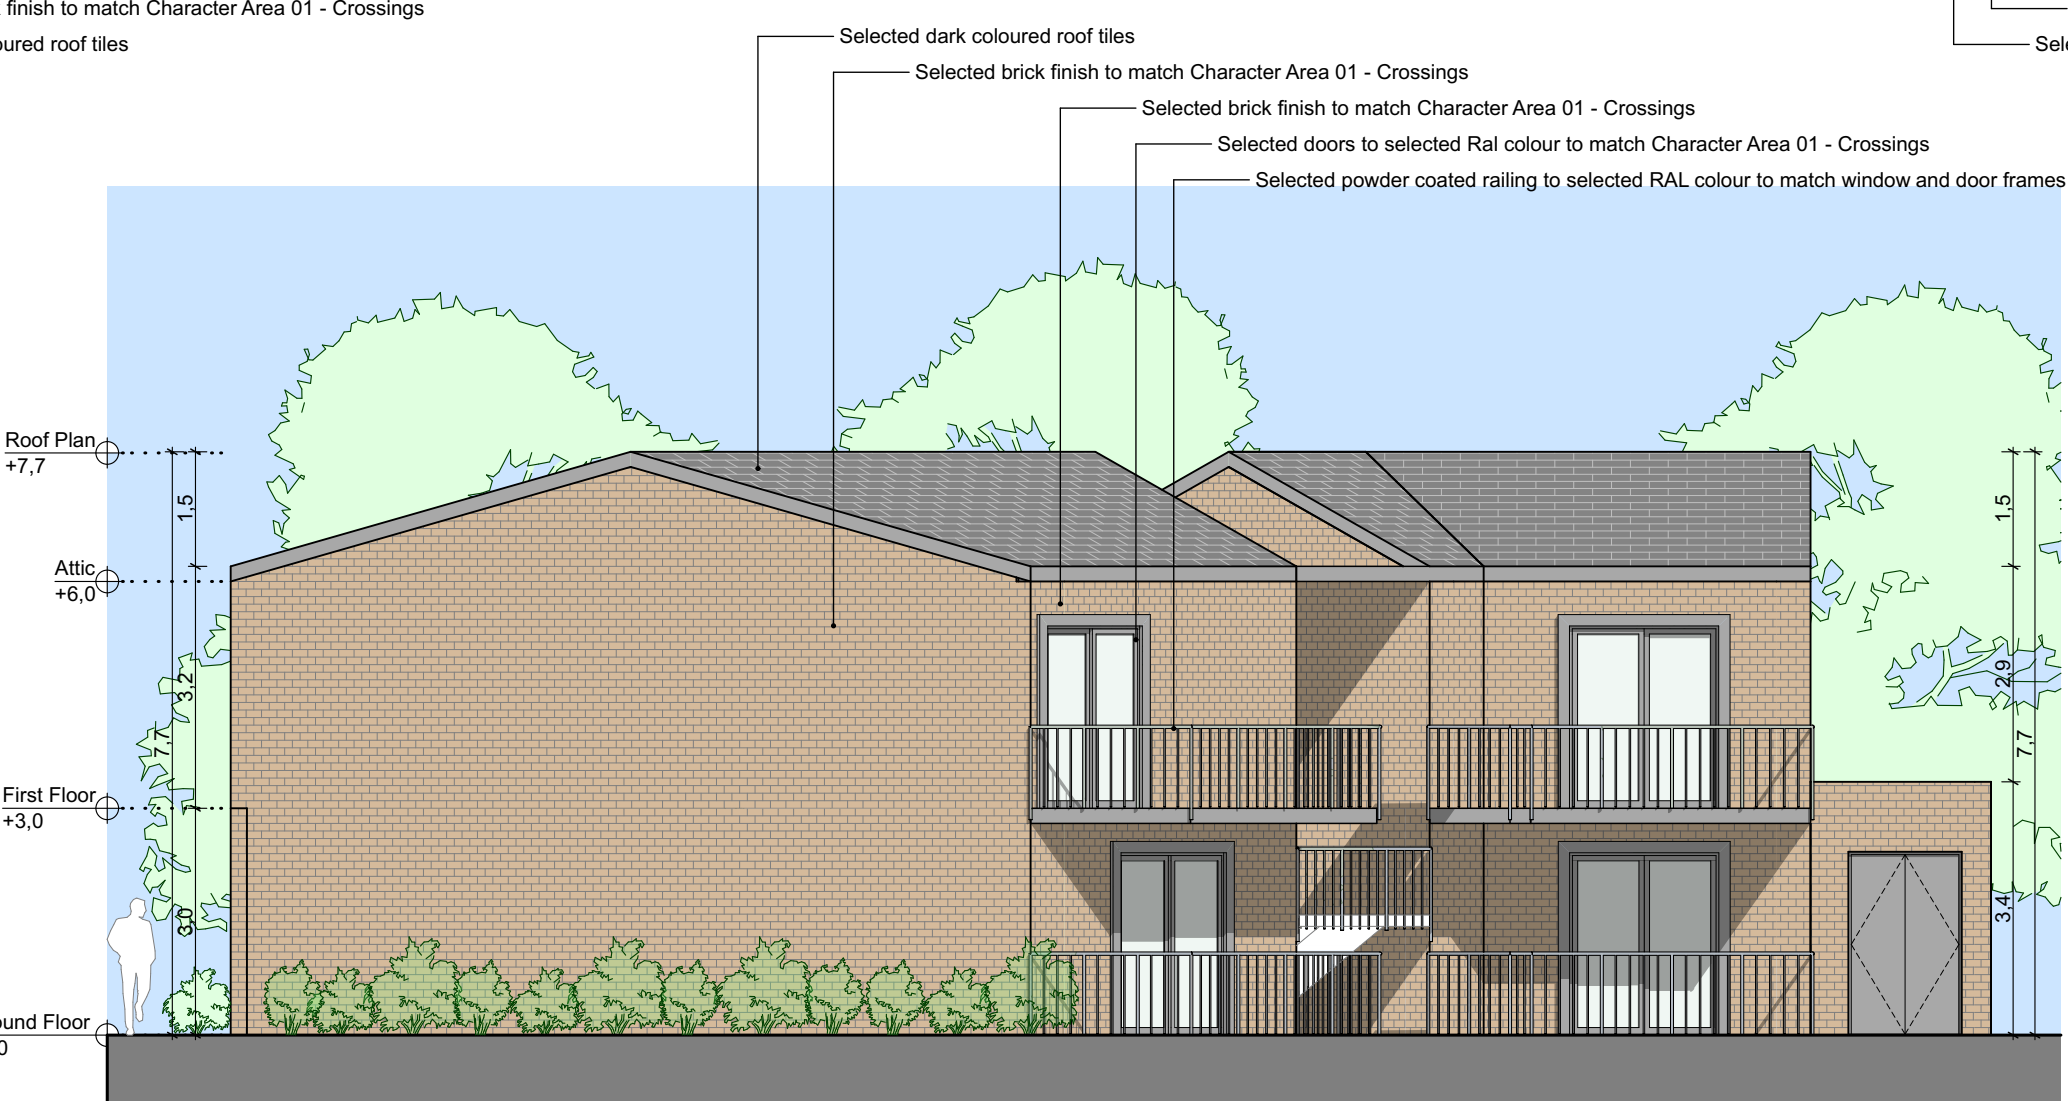 finish to match Character Area 01 - Crossings
oured roof tiles
Selected dark coloured roof tiles
Selected brick finish to match Character Area 01 - Crossings
Selected brick finish to match Character Area 01 - Crossings
Selected doors to selected Ral colour to match Character Area 01 - Crossings
Selected powder coated railing to selected RAL colour to match window and door frames
Sele
Roof Plan
+7,7
Attic
+6,0
First Floor
+3,0
ound Floor
0
1,5
3,2
7,7
3,0
1,5
2,9
7,7
3,4